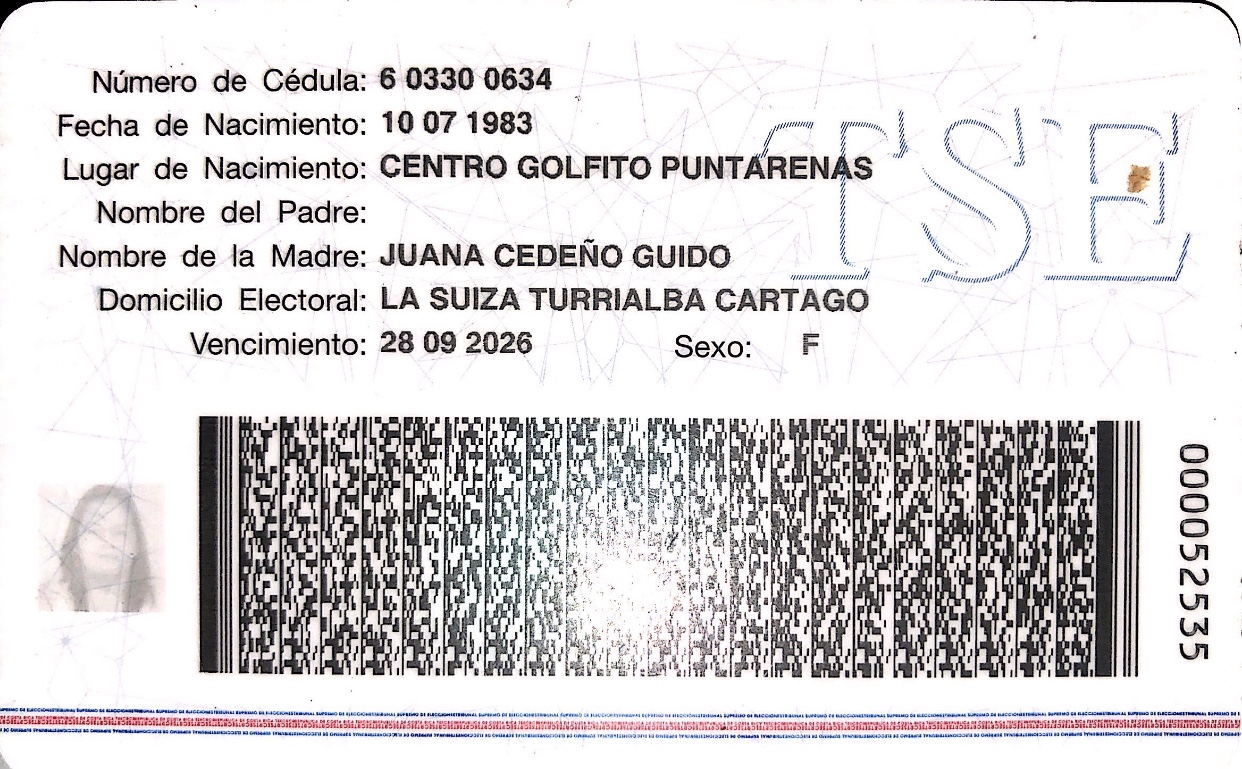 Número de Cédula: 6 0330 0634
Fecha de Nacimiento: 10 07 1983
Lugar de Nacimiento: CENTRO GOLFITO PUNTARENAS
Nombre del Padre:
Nombre de la Madre: JUANA CEDEÑO GUIDO
Domicilio Electoral: LA SUIZA TURRIALBA CARTAGO
Vencimiento: 28 09 2026 Sexo: F
TSE
000052535